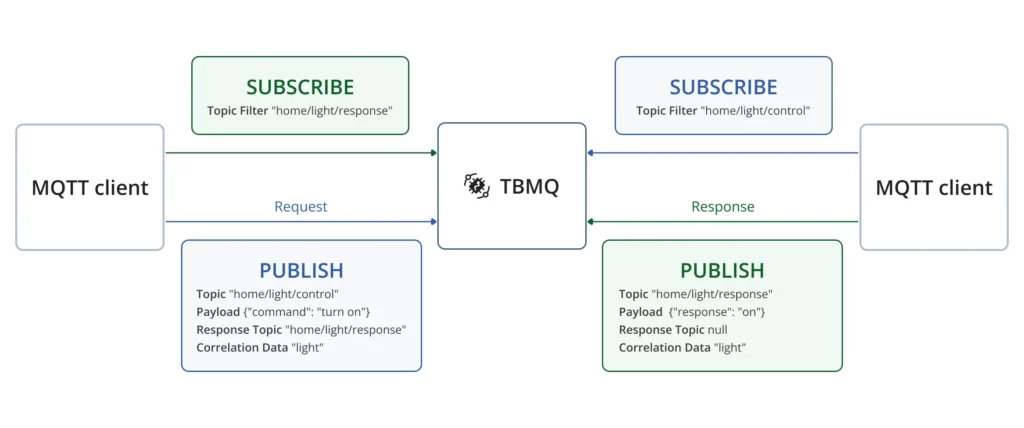 SUBSCRIBE
Topic Filter "home/light/response"
SUBSCRIBE
Topic Filter "home/light/control"
MQTT client
TBMQ
MQTT client
Request
Response
PUBLISH
Topic "home/light/control"
Payload {"command": "turn on"}
Response Topic "home/light/response"
Correlation Data "light"
PUBLISH
Topic "home/light/response"
Payload {"response": "on"}
Response Topic null
Correlation Data "light"